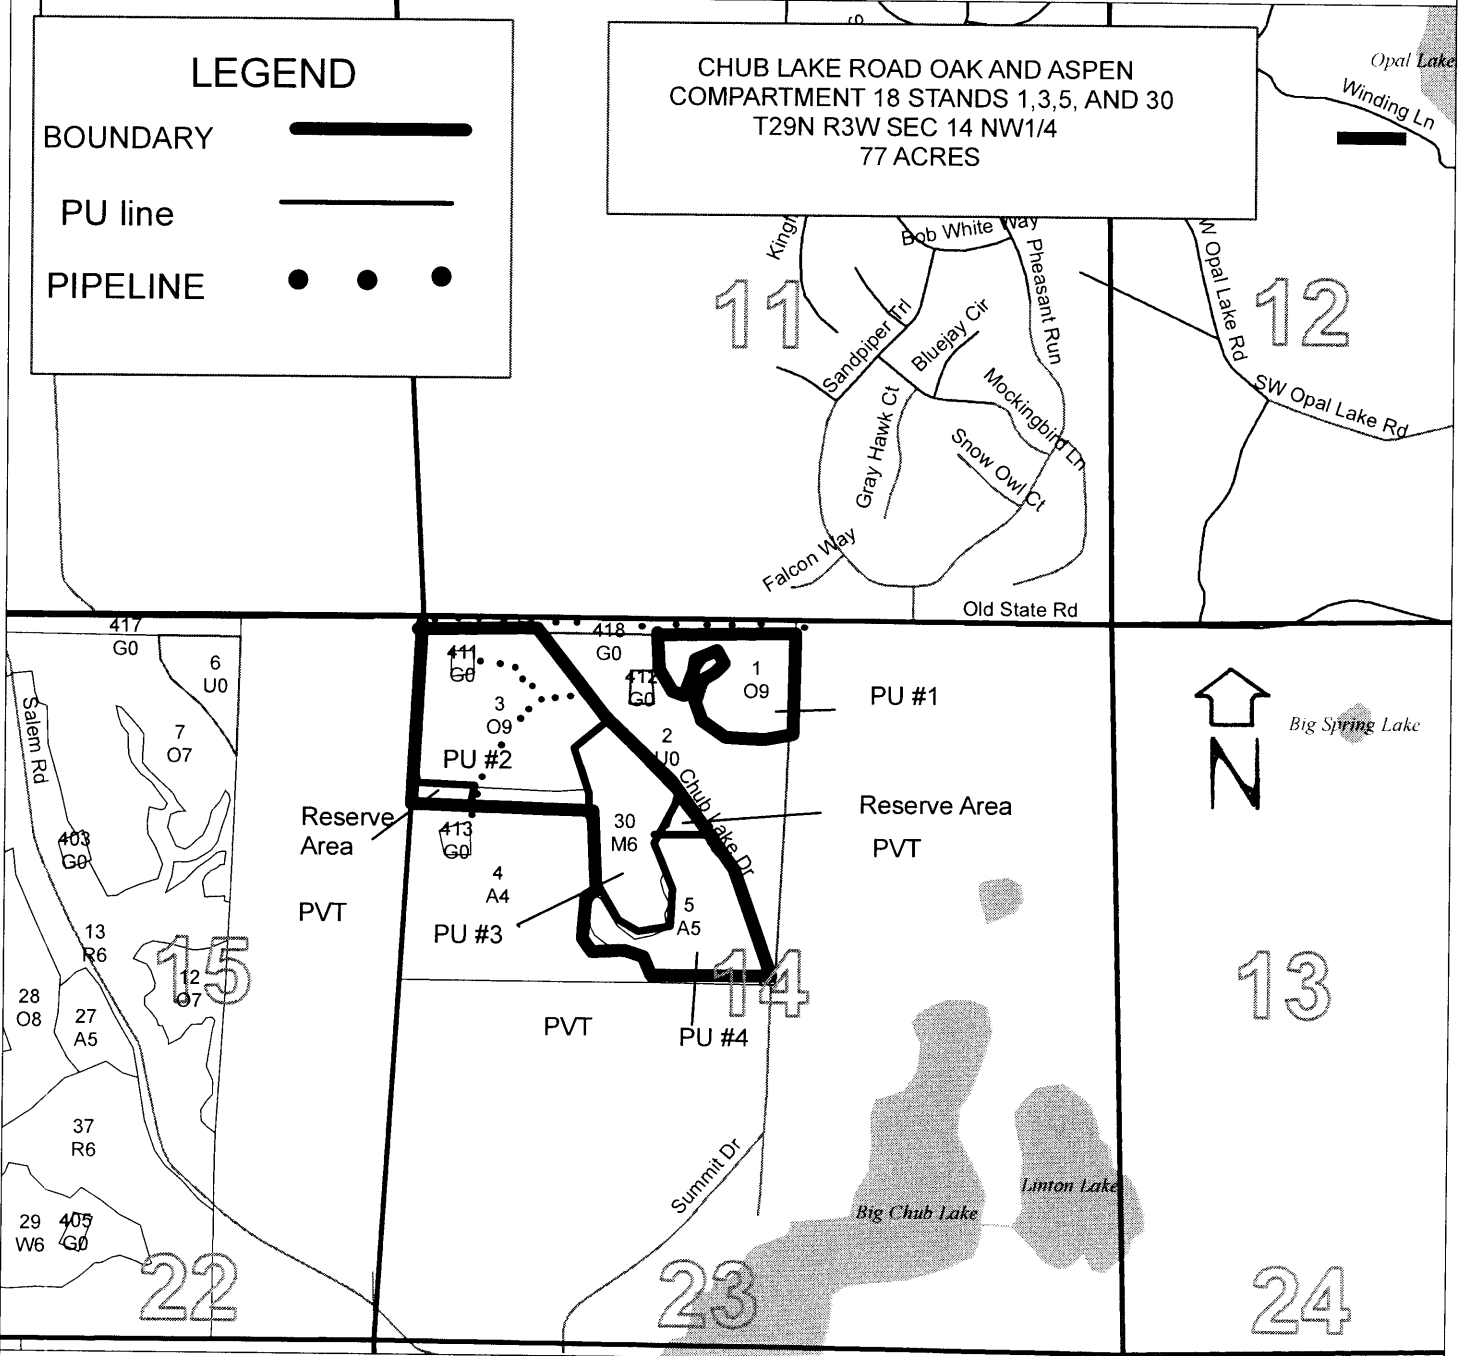 LEGEND
BOUNDARY
PU line
PIPELINE
CHUB LAKE ROAD OAK AND ASPEN
COMPARTMENT 18 STANDS 1,3,5, AND 30
T29N R3W SEC 14 NW1/4
77 ACRES
Opal Lake
Winding Ln
Bob White Way
Pheasant Run
W Opal Lake Rd
11
12
Sandpiper Trl
Bluejay Cir
SW Opal Lake Rd
Mockingbird Ln
Gray Hawk Ct
Snow Owl Ct
Falcon Way
Old State Rd
417
G0
6
U0
418
G0
411
G0
412
G0
1
O9
PU #1
3
O9
Salem Rd
7
O7
2
U0
PU #2
Big Spring Lake
N
Chub Lake Dr
Reserve
Area
Reserve Area
30
M6
403
G0
413
G0
PVT
4
A4
PVT
5
A5
PU #3
13
R6
15
12
O7
14
13
28
O8
27
A5
PVT
PU #4
37
R6
Summit Dr
Linton Lake
Big Chub Lake
29
W6
405
G0
22
23
24